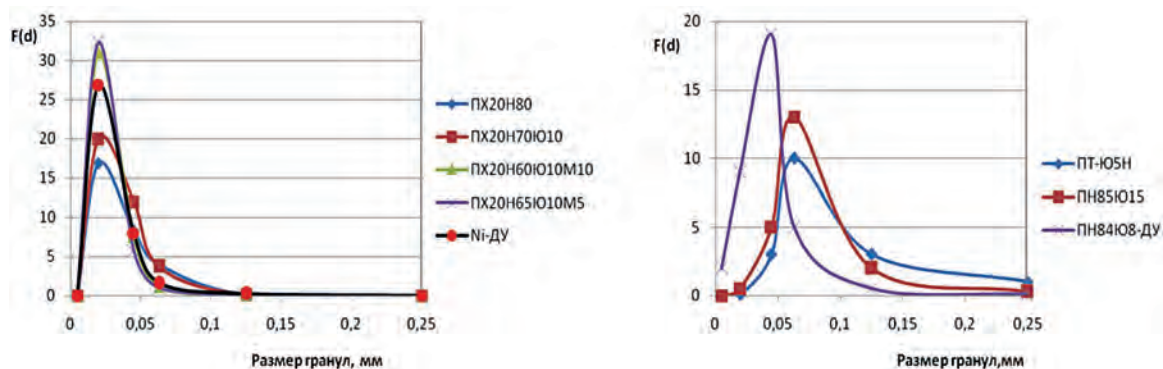 F(d)
35
30
25
20
15
10
5
0
0 0,05 0,1 0,15 0,2 0,25
Размер гранул, мм
ПХ20Н80
ПХ20Н70Ю10
ПХ20Н60Ю10М10
ПХ20Н65Ю10М5
Ni-ДУ
F(d)
20
15
10
5
0
0 0,05 0,1 0,15 0,2 0,25
Размер гранул,мм
ПТ-Ю5Н
ПН85Ю15
ПН84Ю8-ДУ